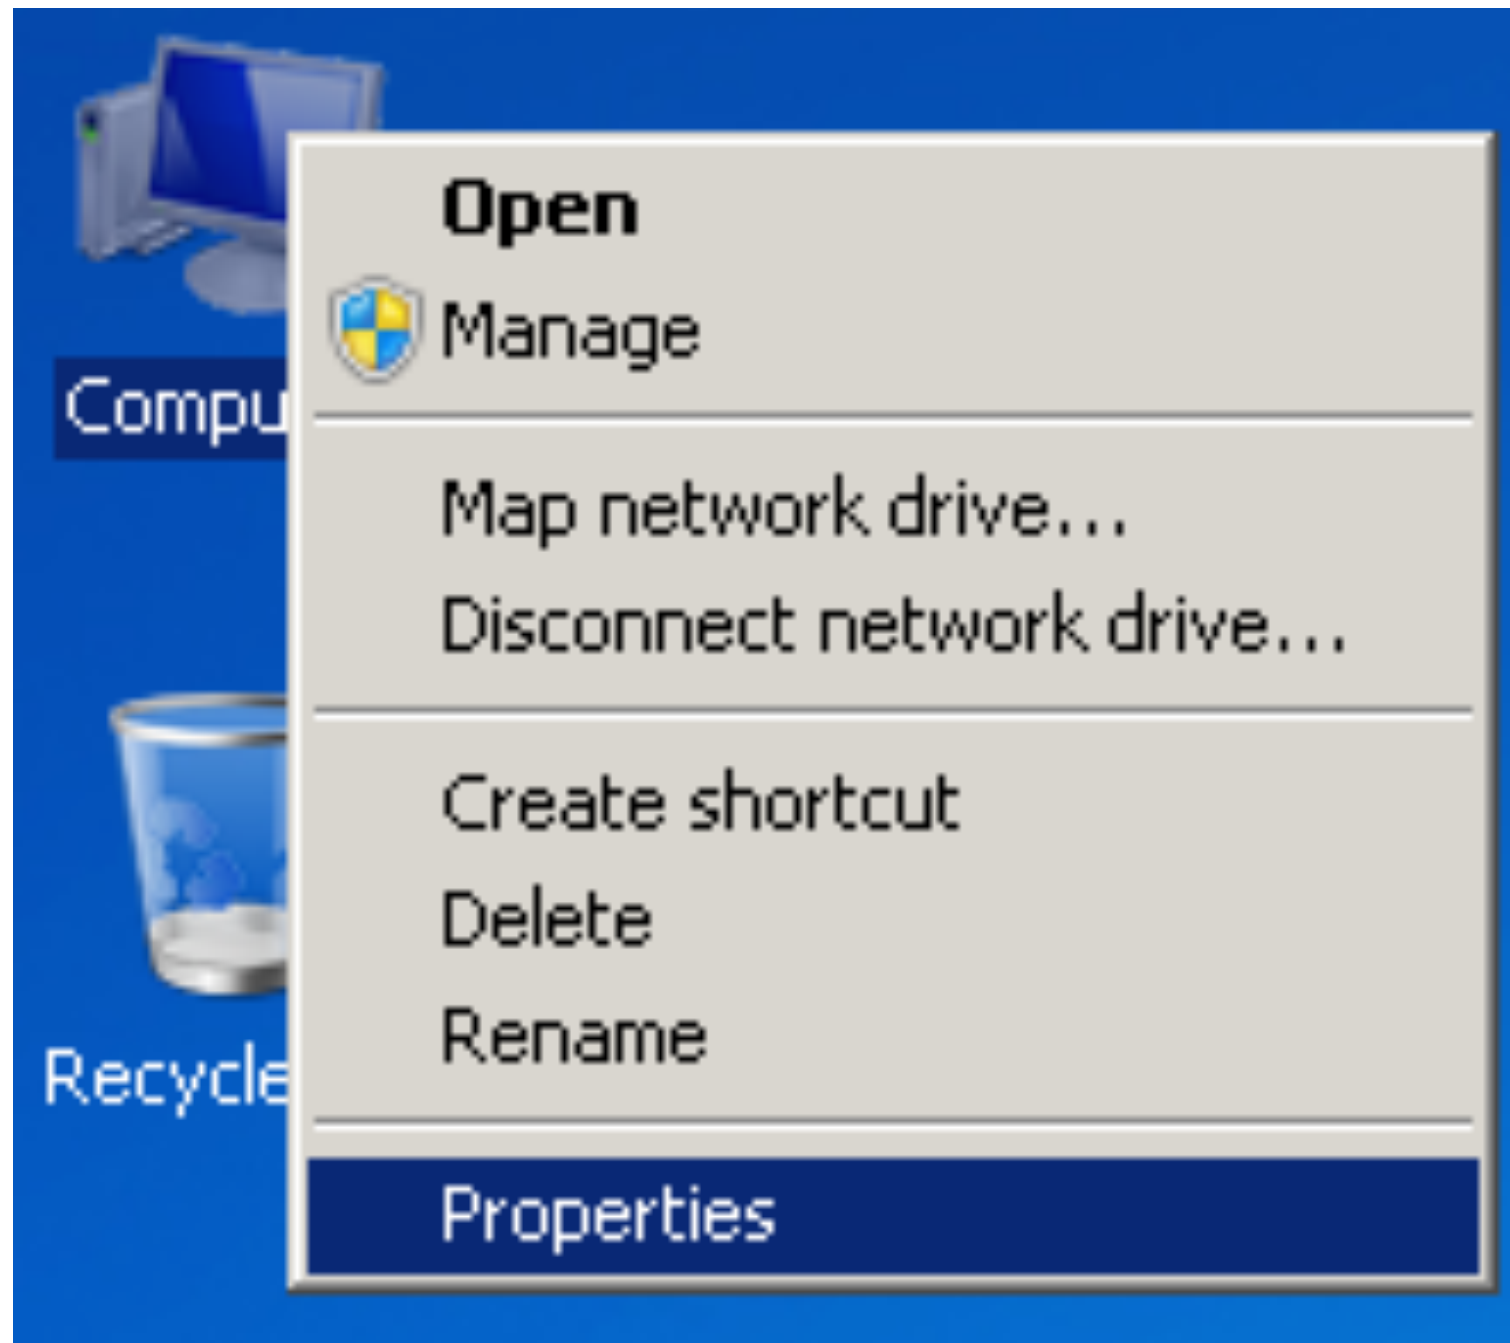 Open
Manage
Compu
Map network drive...
Disconnect network drive...
Create shortcut
Delete
Rename
Recycle
Properties